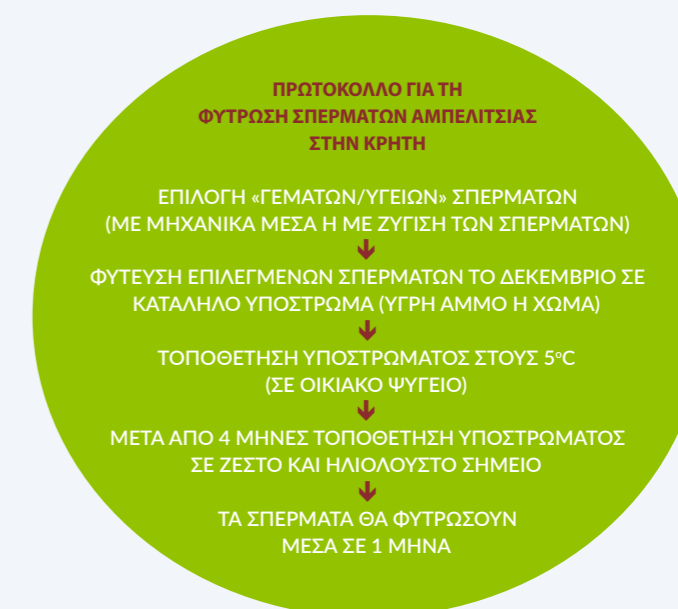 ΠΡΩΤΟΚΟΛΛΟ ΓΙΑ ΤΗ
ΦΥΤΡΩΣΗ ΣΠΕΡΜΑΤΩΝ ΑΜΠΕΛΙΤΣΙΑΣ
ΣΤΗΝ ΚΡΗΤΗ
ΕΠΙΛΟΓΗ «ΓΕΜΑΤΩΝ/ΥΓΕΙΩΝ» ΣΠΕΡΜΑΤΩΝ
(ΜΕ ΜΗΧΑΝΙΚΑ ΜΕΣΑ Η ΜΕ ΖΥΓΙΣΗ ΤΩΝ ΣΠΕΡΜΑΤΩΝ)
ΦΥΤΕΥΣΗ ΕΠΙΛΕΓΜΕΝΩΝ ΣΠΕΡΜΑΤΩΝ ΤΟ ΔΕΚΕΜΒΡΙΟ ΣΕ
ΚΑΤΑΛΗΛΟ ΥΠΟΣΤΡΩΜΑ (ΥΓΡΗ ΑΜΜΟ Η ΧΩΜΑ)
ΤΟΠΟΘΕΤΗΣΗ ΥΠΟΣΤΡΩΜΑΤΟΣ ΣΤΟΥΣ 5°C
(ΣΕ ΟΙΚΙΑΚΟ ΨΥΓΕΙΟ)
ΜΕΤΑ ΑΠΟ 4 ΜΗΝΕΣ ΤΟΠΟΘΕΤΗΣΗ ΥΠΟΣΤΡΩΜΑΤΟΣ
ΣΕ ΖΕΣΤΟ ΚΑΙ ΗΛΙΟΛΟΥΣΤΟ ΣΗΜΕΙΟ
ΤΑ ΣΠΕΡΜΑΤΑ ΘΑ ΦΥΤΡΩΣΟΥΝ
ΜΕΣΑ ΣΕ 1 ΜΗΝΑ